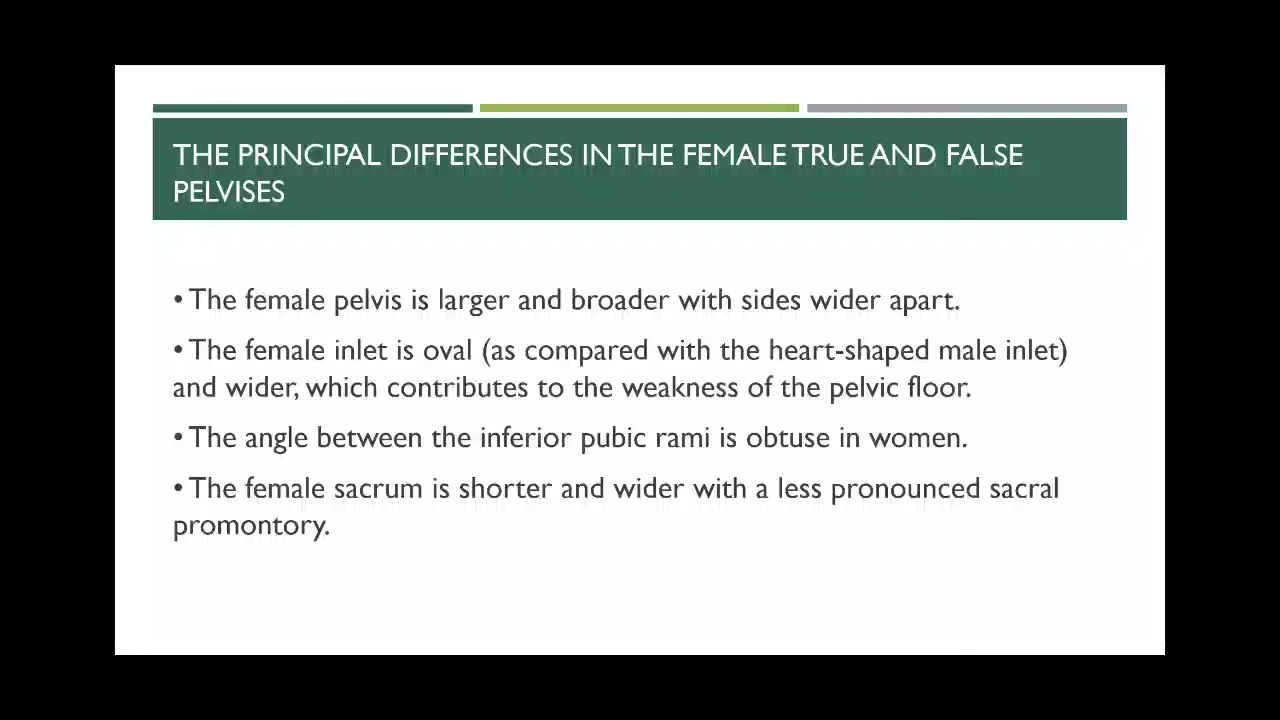 THE PRINCIPAL DIFFERENCES IN THE FEMALE TRUE AND FALSE
PELVISES
• The female pelvis is larger and broader with sides wider apart.
• The female inlet is oval (as compared with the heart-shaped male inlet)
and wider, which contributes to the weakness of the pelvic floor.
• The angle between the inferior pubic rami is obtuse in women.
• The female sacrum is shorter and wider with a less pronounced sacral
promontory.